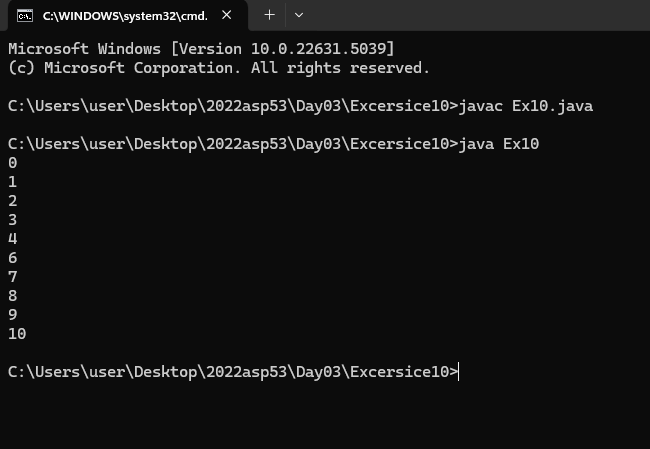 C:\WINDOWS\system32\cmd.
Microsoft Windows [Version 10.0.22631.5039]
(c) Microsoft Corporation. All rights reserved.
C:\Users\user\Desktop\2022asp53\Day03\Excersice10>javac Ex10.java
C:\Users\user\Desktop\2022asp53\Day03\Excersice10>java Ex10
0
1
2
3
4
6
7
8
9
10
C:\Users\user\Desktop\2022asp53\Day03\Excersice10>